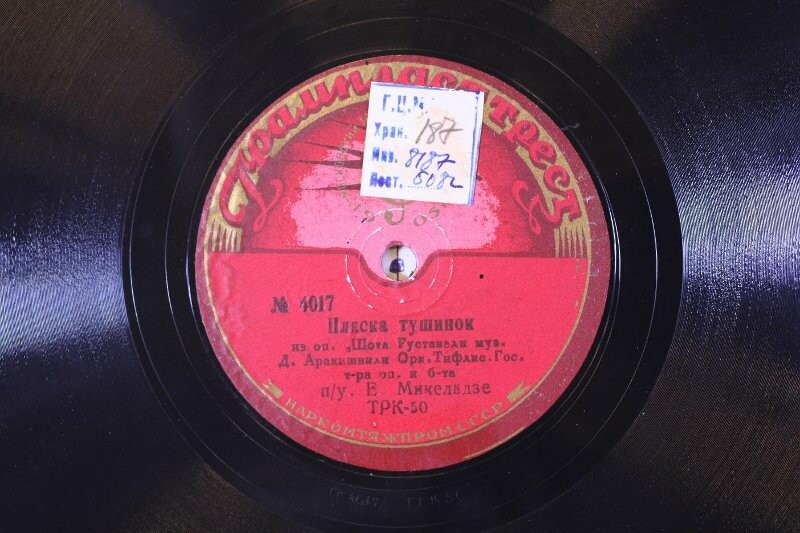 Грампластрест
Г.Ц.М.
Хран. 187
Инв. 8187
Пост. 608
№ 4017
Пляска тушинок
из оп. „Шота Руставели муз.
Д. Аракишвили Орк. Тифлис. Гос.
т-ра оп. и б-та
п/у. Е Микеладзе
ТРК-50
НАРКОМТЯЖПРОМ СССР